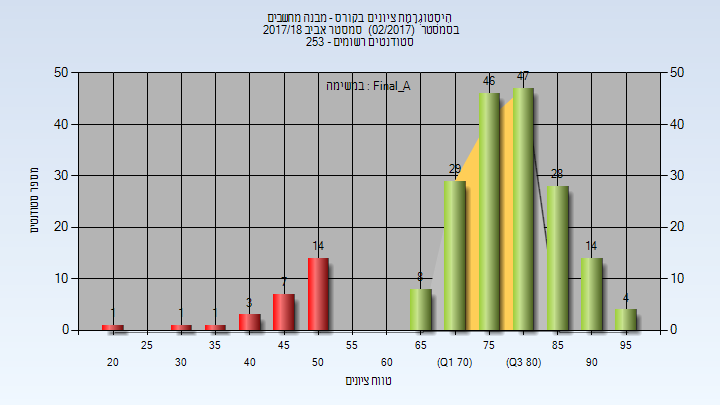 היסטוגרמת ציונים בקורס - מבנה מחשבים
בסמסטר (02/2017) סמסטר אביב 2017/18
סטודנטים רשומים - 253
במשימה : Final_A
מספר סטודנטים
50 50
40 40
30 30
20 20
10 10
0 0
1 1 1 3 7 14 8 29 46 47 28 14 4
25 35 45 55 65 75 85 95
20 30 40 50 60 (Q1 70) (Q3 80) 90
טווח ציונים